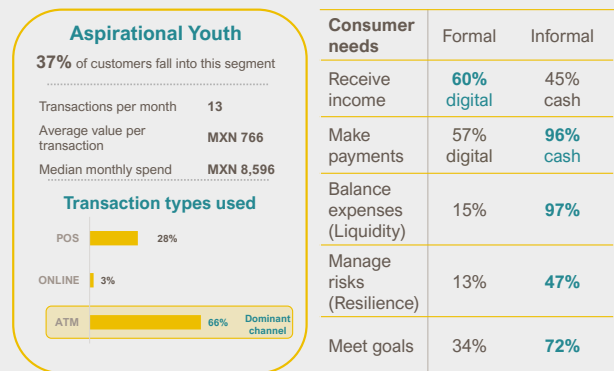 Aspirational Youth
37% of customers fall into this segment
Transactions per month 13
Average value per
transaction MXN 766
Median monthly spend MXN 8,596
Transaction types used
POS 28%
ONLINE 3%
ATM 66% Dominant
channel
Consumer
needs Formal Informal
Receive
income 60%
digital 45%
cash
Make
payments 57%
digital 96%
cash
Balance
expenses
(Liquidity) 15% 97%
Manage
risks
(Resilience) 13% 47%
Meet goals 34% 72%